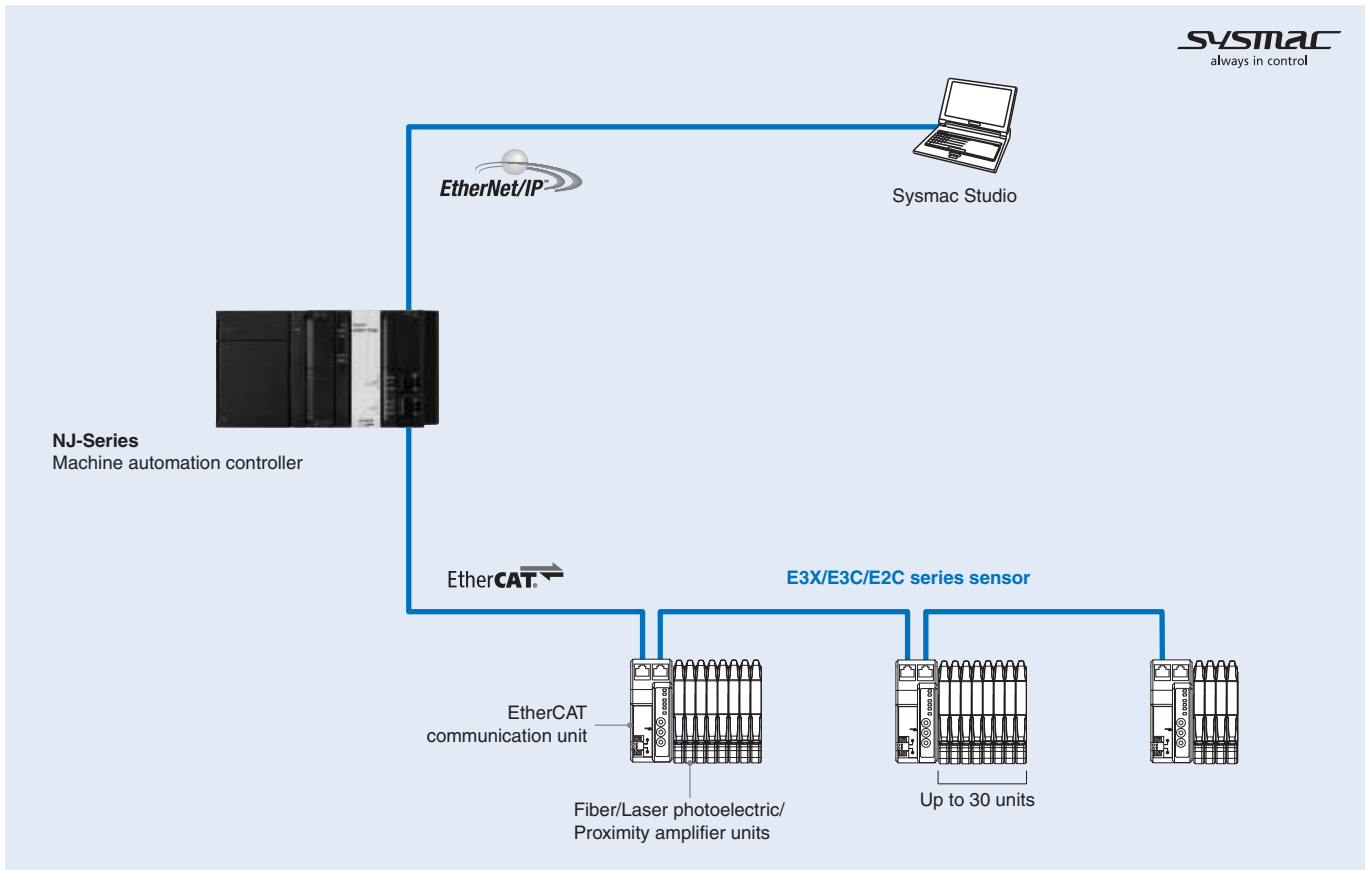 sysmac
always in control
EtherNet/IP™
Sysmac Studio
NJ-Series
Machine automation controller
EtherCAT®
E3X/E3C/E2C series sensor
EtherCAT
communication unit
Fiber/Laser photoelectric/
Proximity amplifier units
Up to 30 units